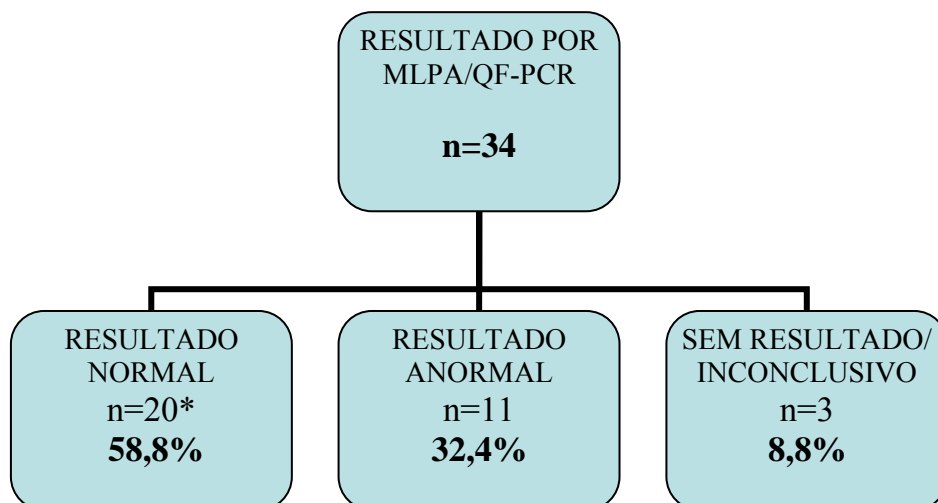 RESULTADO POR
MLPA/QF-PCR
n=34
RESULTADO
NORMAL
n=20*
58,8%
RESULTADO
ANORMAL
n=11
32,4%
SEM RESULTADO/
INCONCLUSIVO
n=3
8,8%